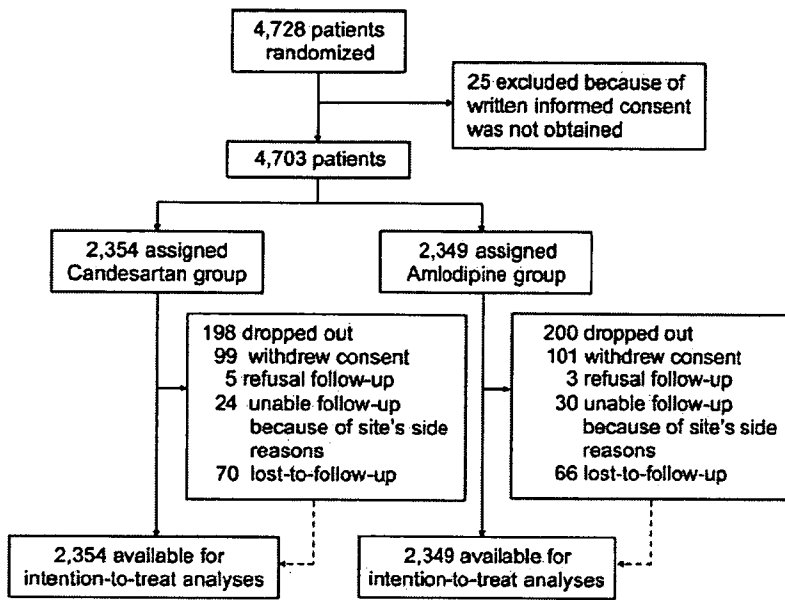 4,728 patients
randomized
25 excluded because of
written informed consent
was not obtained
4,703 patients
2,354 assigned
Candesartan group
2,349 assigned
Amlodipine group
198 dropped out
99 withdrew consent
5 refusal follow-up
24 unable follow-up
because of site's side
reasons
70 lost-to-follow-up
200 dropped out
101 withdrew consent
3 refusal follow-up
30 unable follow-up
because of site's side
reasons
66 lost-to-follow-up
2,354 available for
intention-to-treat analyses
2,349 available for
intention-to-treat analyses